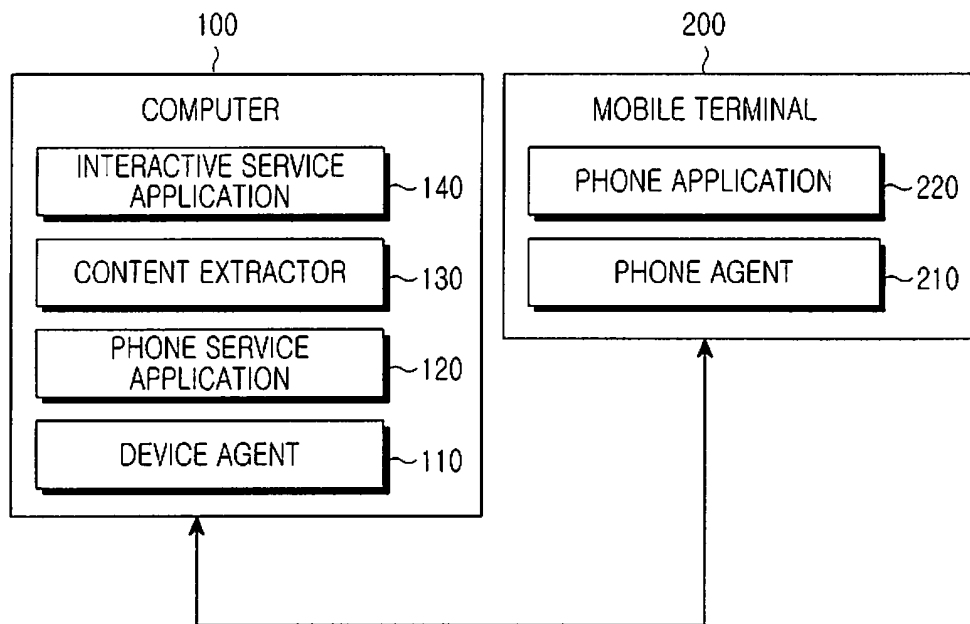 100
COMPUTER
INTERACTIVE SERVICE
APPLICATION
140
CONTENT EXTRACTOR
130
PHONE SERVICE
APPLICATION
120
DEVICE AGENT
110
200
MOBILE TERMINAL
PHONE APPLICATION
220
PHONE AGENT
210